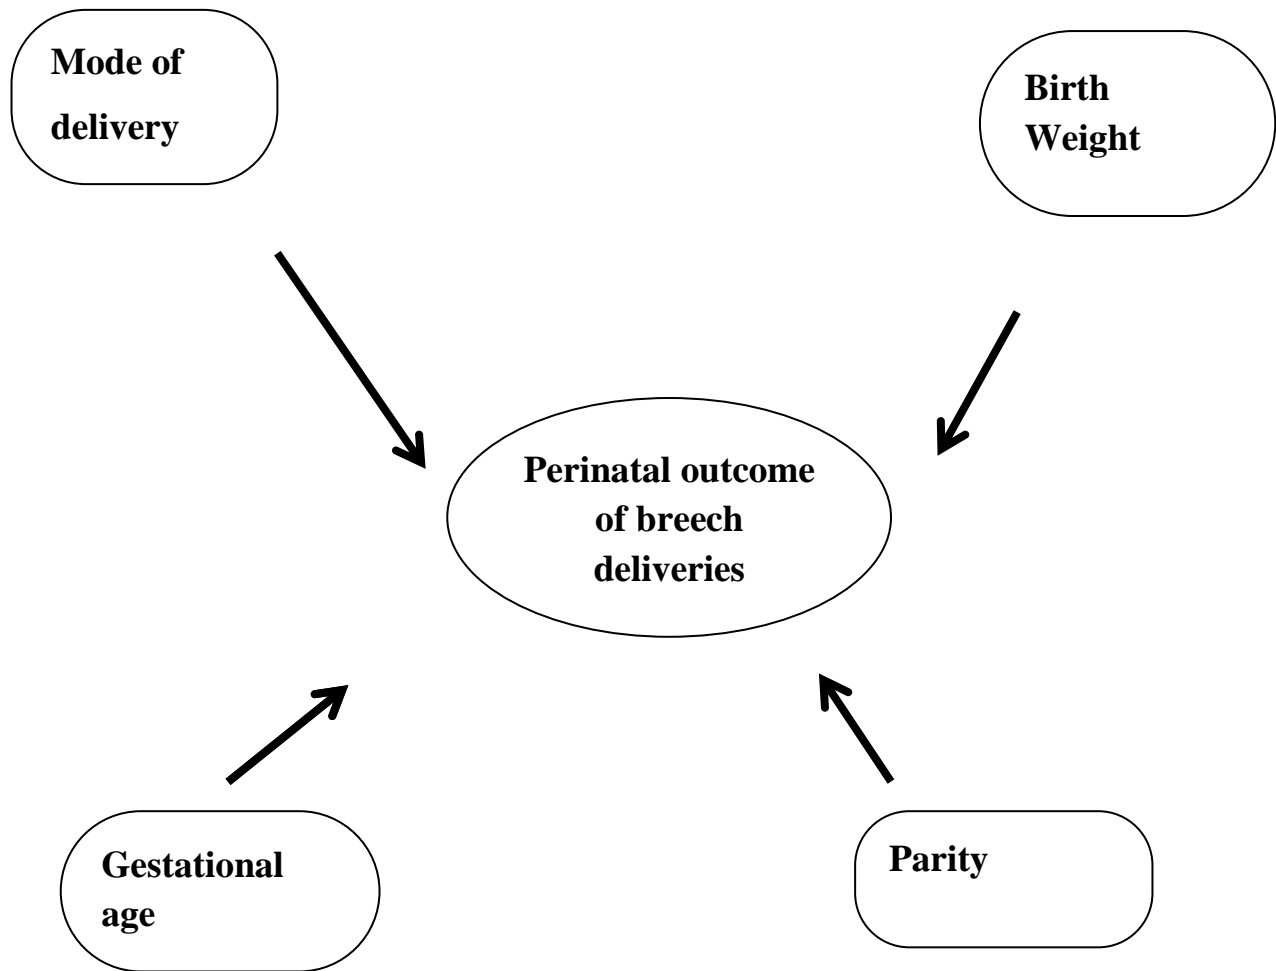 Mode of
delivery
Birth
Weight
Perinatal outcome
of breech
deliveries
Gestational
age
Parity